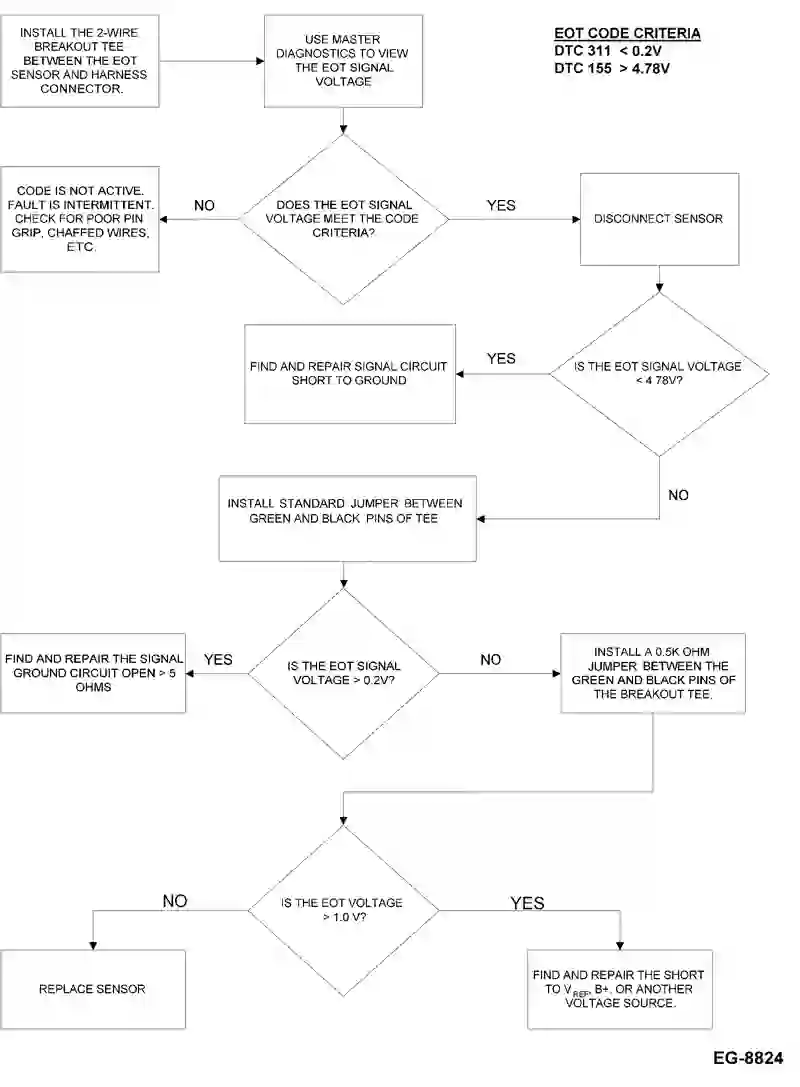 INSTALL THE 2-WIRE
BREAKOUT TEE
BETWEEN THE EOT
SENSOR AND HARNESS
CONNECTOR.
USE MASTER
DIAGNOSTICS TO VIEW
THE EOT SIGNAL
VOLTAGE
EOT CODE CRITERIA
DTC 311 < 0.2V
DTC 155 > 4.78V
CODE IS NOT ACTIVE.
FAULT IS INTERMITTENT.
CHECK FOR POOR PIN
GRIP, CHAFFED WIRES,
ETC.
NO
DOES THE EOT SIGNAL
VOLTAGE MEET THE CODE
CRITERIA?
YES
DISCONNECT SENSOR
FIND AND REPAIR SIGNAL CIRCUIT
SHORT TO GROUND
YES
IS THE EOT SIGNAL VOLTAGE
< 4.78V?
NO
INSTALL STANDARD JUMPER BETWEEN
GREEN AND BLACK PINS OF TEE
FIND AND REPAIR THE SIGNAL
GROUND CIRCUIT OPEN > 5
OHMS
YES
IS THE EOT SIGNAL
VOLTAGE > 0.2V?
NO
INSTALL A 0.5K OHM
JUMPER BETWEEN THE
GREEN AND BLACK PINS OF
THE BREAKOUT TEE.
NO
IS THE EOT VOLTAGE
> 1.0 V?
YES
REPLACE SENSOR
FIND AND REPAIR THE SHORT
TO VREF, B+, OR ANOTHER
VOLTAGE SOURCE.
EG-8824